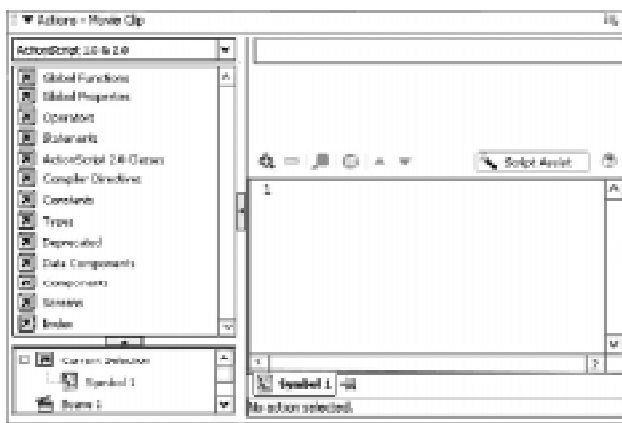 Actions - Movie Clip
ActionScript 1.0 & 2.0
Global Functions
Global Properties
Operators
Statements
ActionScript 2.0 Classes
Compiler Directives
Constants
Types
Deprecated
Data Components
Components
Screens
Index
Current Selection
Symbol 1
Scene 1
Script Assist
1
Symbol 1
No action selected.